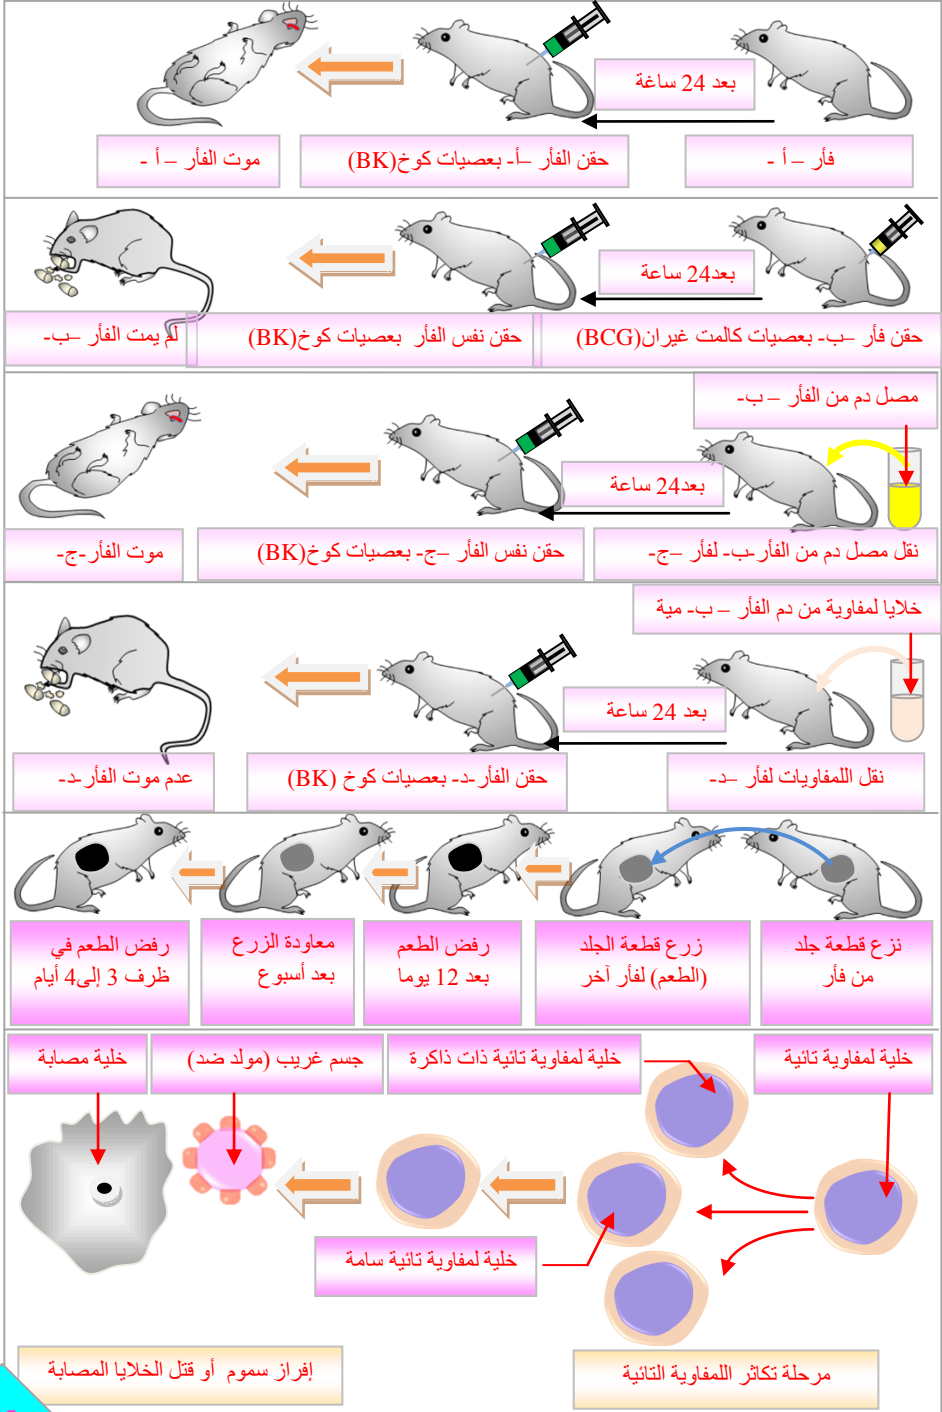 بعد 24 ساغة
فأر – أ -
حقن الفأر –أ- بعصيات كوخ(BK)
موت الفأر – أ -
بعد24 ساعة
حقن فأر –ب- بعصيات كالمت غيران(BCG)
حقن نفس الفأر بعصيات كوخ(BK)
لم يمت الفأر –ب-
مصل دم من الفأر – ب-
بعد24 ساعة
نقل مصل دم من الفأر-ب- لفأر –ج-
حقن نفس الفأر –ج- بعصيات كوخ(BK)
موت الفأر-ج-
خلايا لمفاوية من دم الفأر – ب- مية
بعد 24 ساعة
نقل اللمفاويات لفأر –د-
حقن الفأر-د- بعصيات كوخ (BK)
عدم موت الفأر-د-
نزع قطعة جلد
من فأر
زرع قطعة الجلد
(الطعم) لفأر آخر
رفض الطعم
بعد 12 يوما
معاودة الزرع
بعد أسبوع
رفض الطعم في
ظرف 3 إلى4 أيام
خلية لمفاوية تائية
خلية لمفاوية تائية ذات ذاكرة
جسم غريب (مولد ضد)
خلية مصابة
خلية لمفاوية تائية سامة
مرحلة تكاثر اللمفاوية التائية
إفراز سموم أو قتل الخلايا المصابة